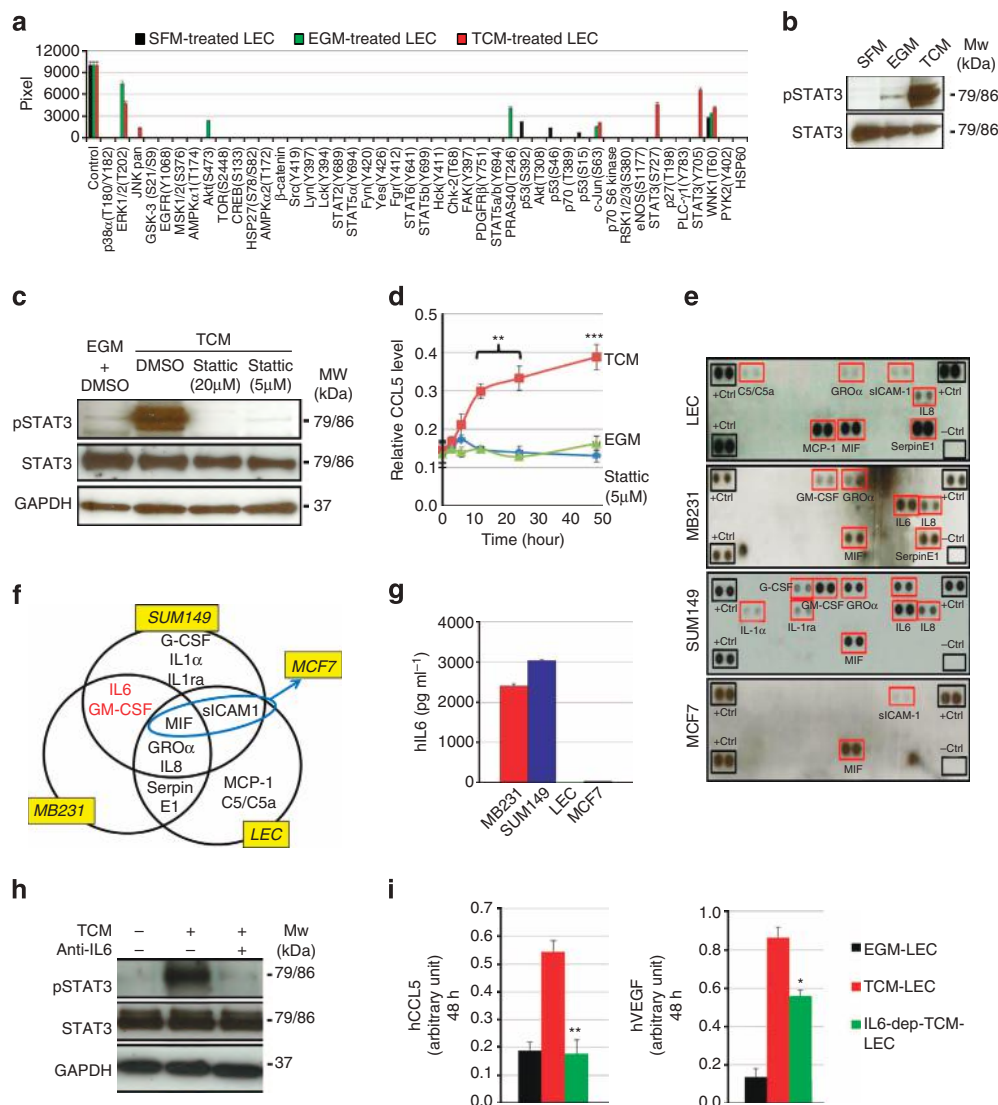 a
SFM-treated LEC EGM-treated LEC TCM-treated LEC
Pixel
12000
9000
6000
3000
0
Control
p38α(T180/Y182)
ERK1/2(T202)
JNK pan
GSK-3 (S21/S9)
EGFR(Y1068)
MSK1/2(S376)
AMPKα1(T174)
Akt(S473)
TOR(S2448)
CREB(S133)
HSP27(S78/S82)
AMPKα2(T172)
β-catenin
Src(Y419)
Lyn(Y397)
Lck(Y394)
STAT2(Y689)
STAT5α(Y694)
Fyn(Y420)
Yes(Y426)
Fgr(Y412)
STAT6(Y641)
STAT5b(Y699)
Hck(Y411)
Chk-2(T68)
FAK(Y397)
PDGFRβ(Y751)
STAT5a/b(Y694)
PRAS40(T246)
p53(S392)
Akt(T308)
p53(S46)
p70 (T389)
p53(S15)
c-Jun(S63)
p70 S6 kinase
RSK1/2/3(S380)
eNOS(S1177)
STAT3(S727)
p27(T198)
PLC-γ1(Y783)
STAT3(Y705)
WNK1(T60)
PYK2(Y402)
HSP60
b
SFM EGM TCM Mw
(kDa)
pSTAT3 79/86
STAT3 79/86
c
TCM
EGM
+
DMSO
DMSO Stattic
(20µM) Stattic
(5µM)
MW
(kDa)
pSTAT3 79/86
STAT3 79/86
GAPDH 37
d
Relative CCL5 level
0.5
0.4
0.3
0.2
0.1
0.0
** ***
TCM
EGM
Stattic
(5µM)
0 10 20 30 40 50
Time (hour)
e
LEC
+Ctrl C5/C5a GROα sICAM-1 +Ctrl
IL8
MCP-1 MIF SerpinE1 –Ctrl
+Ctrl
MB231
+Ctrl GM-CSF GROα +Ctrl
IL6 IL8
+Ctrl MIF SerpinE1 –Ctrl
SUM149
+Ctrl G-CSF GM-CSF GROα +Ctrl
IL-1α IL-1ra IL6 IL8
+Ctrl MIF –Ctrl
MCF7
+Ctrl sICAM-1 +Ctrl
+Ctrl MIF –Ctrl
f
SUM149
G-CSF
IL1α
IL1ra
MCF7
IL6
GM-CSF
MIF sICAM1
GROα
IL8
Serpin
E1
MCP-1
C5/C5a
MB231
LEC
g
hIL6 (pg ml⁻¹)
4000
3000
2000
1000
0
MB231
SUM149
LEC
MCF7
h
TCM – + + Mw
Anti-IL6 – – + (kDa)
pSTAT3 79/86
STAT3 79/86
GAPDH 37
i
hCCL5
(arbitrary unit)
48 h
0.7
0.6
0.5
0.4
0.3
0.2
0.1
0.0
**
hVEGF
(arbitrary unit)
48 h
1.0
0.8
0.6
0.4
0.2
0.0
*
EGM-LEC
TCM-LEC
IL6-dep-TCM-
LEC